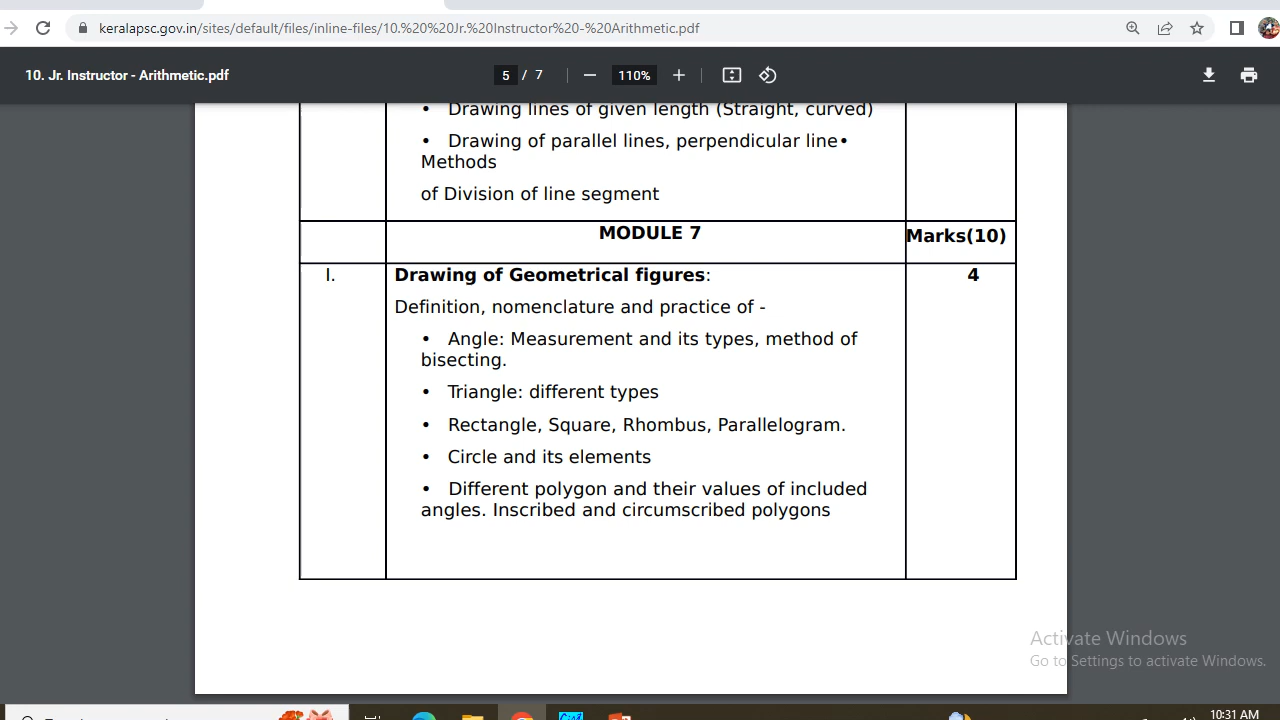 keralapsc.gov.in/sites/default/files/inline-files/10.%20%20Jr.%20Instructor%20-%20Arithmetic.pdf
10. Jr. Instructor - Arithmetic.pdf
5 / 7
110%
• Drawing lines of given length (Straight, curved)
• Drawing of parallel lines, perpendicular line•
Methods
of Division of line segment
MODULE 7
Marks(10)
I.
Drawing of Geometrical figures:
4
Definition, nomenclature and practice of -
• Angle: Measurement and its types, method of
bisecting.
• Triangle: different types
• Rectangle, Square, Rhombus, Parallelogram.
• Circle and its elements
• Different polygon and their values of included
angles. Inscribed and circumscribed polygons
Activate Windows
Go to Settings to activate Windows.
10:31 AM